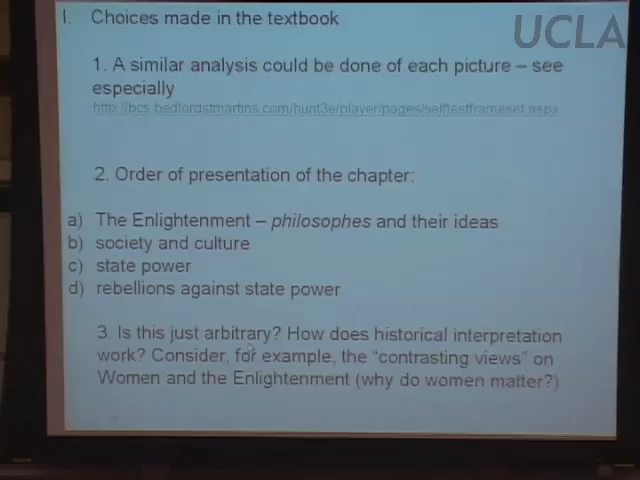 UCLA
I. Choices made in the textbook
1. A similar analysis could be done of each picture – see
especially
http://bcs.bedfordstmartins.com/hunt3e/player/pages/selftestframeset.aspx
2. Order of presentation of the chapter:
a) The Enlightenment – philosophes and their ideas
b) society and culture
c) state power
d) rebellions against state power
3. Is this just arbitrary? How does historical interpretation
work? Consider, for example, the “contrasting views” on
Women and the Enlightenment (why do women matter?)